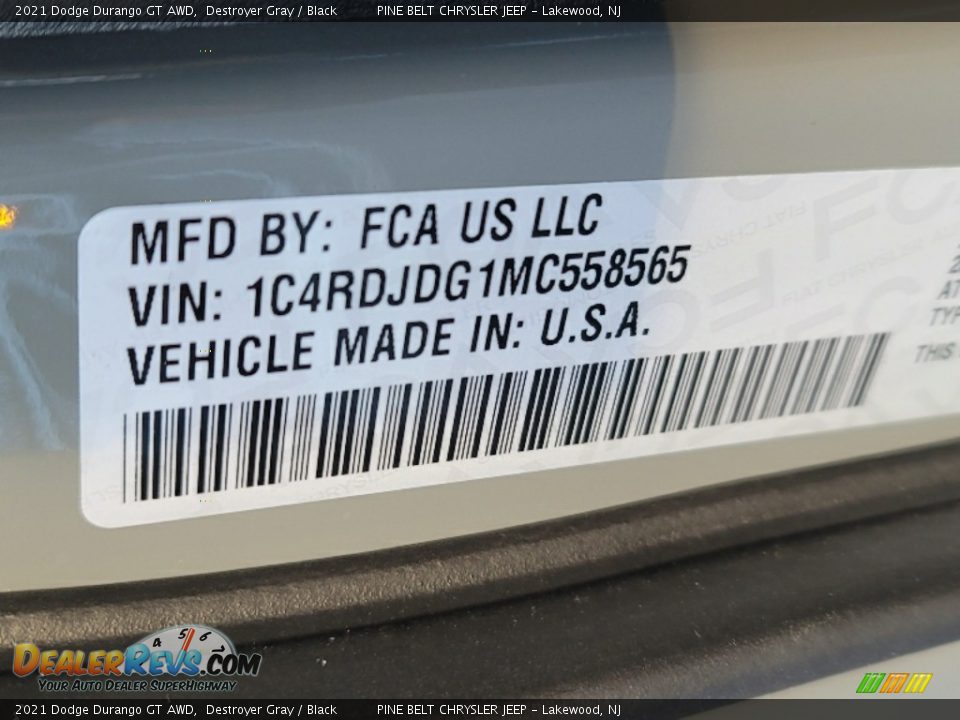 2021 Dodge Durango GT AWD, Destroyer Gray / Black PINE BELT CHRYSLER JEEP – Lakewood, NJ
MFD BY: FCA US LLC
VIN: 1C4RDJDG1MC558565
VEHICLE MADE IN: U.S.A.
THIS
DEALERREVS.COM
YOUR AUTO DEALER SUPERHIGHWAY
2021 Dodge Durango GT AWD, Destroyer Gray / Black PINE BELT CHRYSLER JEEP – Lakewood, NJ